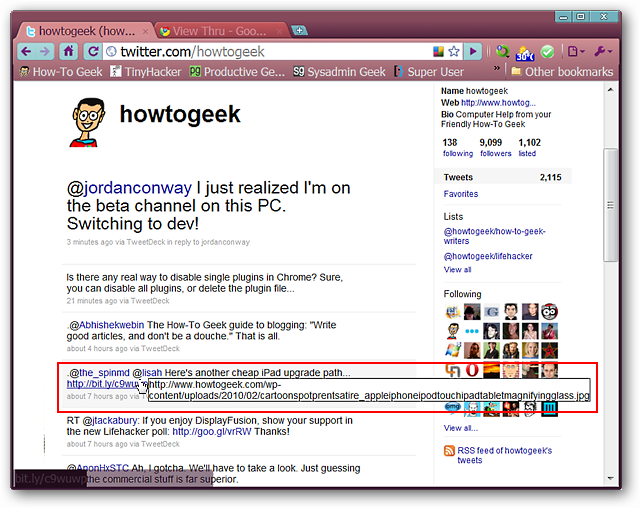 howtogeek (how...
View Thru - Goo...
twitter.com/howtogeek
How-To Geek
TinyHacker
Productive Ge...
Sysadmin Geek
Super User
Other bookmarks
howtogeek
@jordanconway I just realized I'm on
the beta channel on this PC.
Switching to dev!
3 minutes ago via TweetDeck in reply to jordanconway
Is there any real way to disable single plugins in Chrome? Sure,
you can disable all plugins, or delete the plugin file...
21 minutes ago via TweetDeck
.@Abhishekwebin The How-To Geek guide to blogging: "Write
good articles, and don't be a douche." That is all.
about 4 hours ago via TweetDeck
.@the_spinmd @lisah Here's another cheap iPad upgrade path...
http://bit.ly/c9wuw
http://www.howtogeek.com/wp-
content/uploads/2010/02/cartoonspotprentsatire_appleiphoneipodtouchipadtabletmagnifyingglass.jpg
about 7 hours ago via
RT @jtackabury: If you enjoy DisplayFusion, show your support in
the new Lifehacker poll: http://goo.gl/vrRW Thanks!
about 7 hours ago via TweetDeck
.@AnonHxSTC Ah, I gotcha. We'll have to take a look. Just guessing
the commercial stuff is far superior.
bit.ly/c9wuwp
Name howtogeek
Web http://www.howtog...
Bio Computer Help from your
Friendly How-To Geek
138 9,099 1,102
following followers listed
Tweets 2,115
Favorites
Lists
@howtogeek/how-to-geek-
writers
@howtogeek/lifehacker
View all
Following
View all...
RSS feed of howtogeek's
tweets